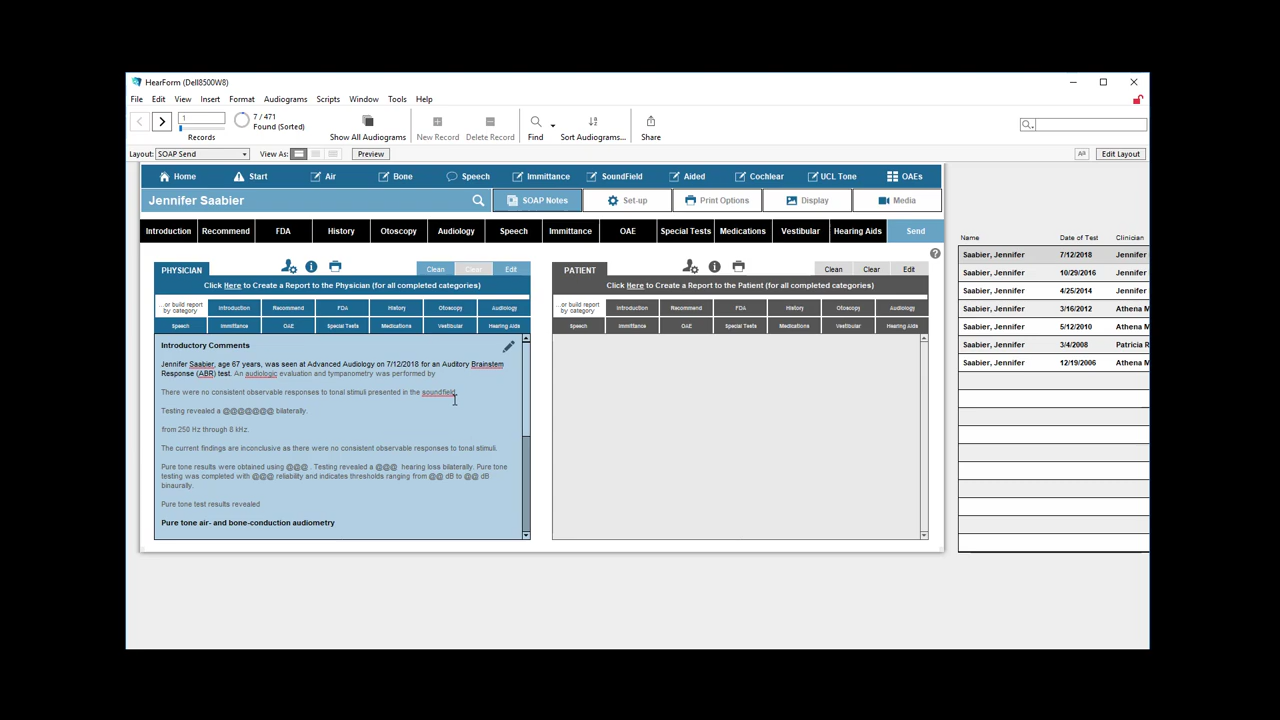 HearForm (Dell8500W8)
File Edit View Insert Format Audiograms Scripts Window Tools Help
1
7 / 471
Found (Sorted)
Records
Show All Audiograms
New Record
Delete Record
Find
Sort Audiograms...
Share
Layout: SOAP Send View As: Preview
Aa Edit Layout
Home Start Air Bone Speech Immittance SoundField Aided Cochlear UCL Tone OAEs
Jennifer Saabier
SOAP Notes Set-up Print Options Display Media
Introduction Recommend FDA History Otoscopy Audiology Speech Immittance OAE Special Tests Medications Vestibular Hearing Aids Send
PHYSICIAN
Clean Clear Edit
Click Here to Create a Report to the Physician (for all completed categories)
...or build report
by category
Introduction Recommend FDA History Otoscopy Audiology
Speech Immittance OAE Special Tests Medications Vestibular Hearing Aids
Introductory Comments
Jennifer Saabier, age 67 years, was seen at Advanced Audiology on 7/12/2018 for an Auditory Brainstem
Response (ABR) test. An audiologic evaluation and tympanometry was performed by
There were no consistent observable responses to tonal stimuli presented in the soundfield.
Testing revealed a @@@@@@@ bilaterally.
from 250 Hz through 8 kHz.
The current findings are inconclusive as there were no consistent observable responses to tonal stimuli.
Pure tone results were obtained using @@@ . Testing revealed a @@@ hearing loss bilaterally. Pure tone
testing was completed with @@@ reliability and indicates thresholds ranging from @@ dB to @@ dB
binaurally.
Pure tone test results revealed
Pure tone air- and bone-conduction audiometry
PATIENT
Clean Clear Edit
Click Here to Create a Report to the Patient (for all completed categories)
...or build report
by category
Introduction Recommend FDA History Otoscopy Audiology
Speech Immittance OAE Special Tests Medications Vestibular Hearing Aids
?
Name Date of Test Clinician
Saabier, Jennifer 7/12/2018 Jennifer
Saabier, Jennifer 10/29/2016 Jennifer
Saabier, Jennifer 4/25/2014 Jennifer
Saabier, Jennifer 3/16/2012 Athena M
Saabier, Jennifer 5/12/2010 Athena M
Saabier, Jennifer 3/4/2008 Patricia R
Saabier, Jennifer 12/19/2006 Athena M